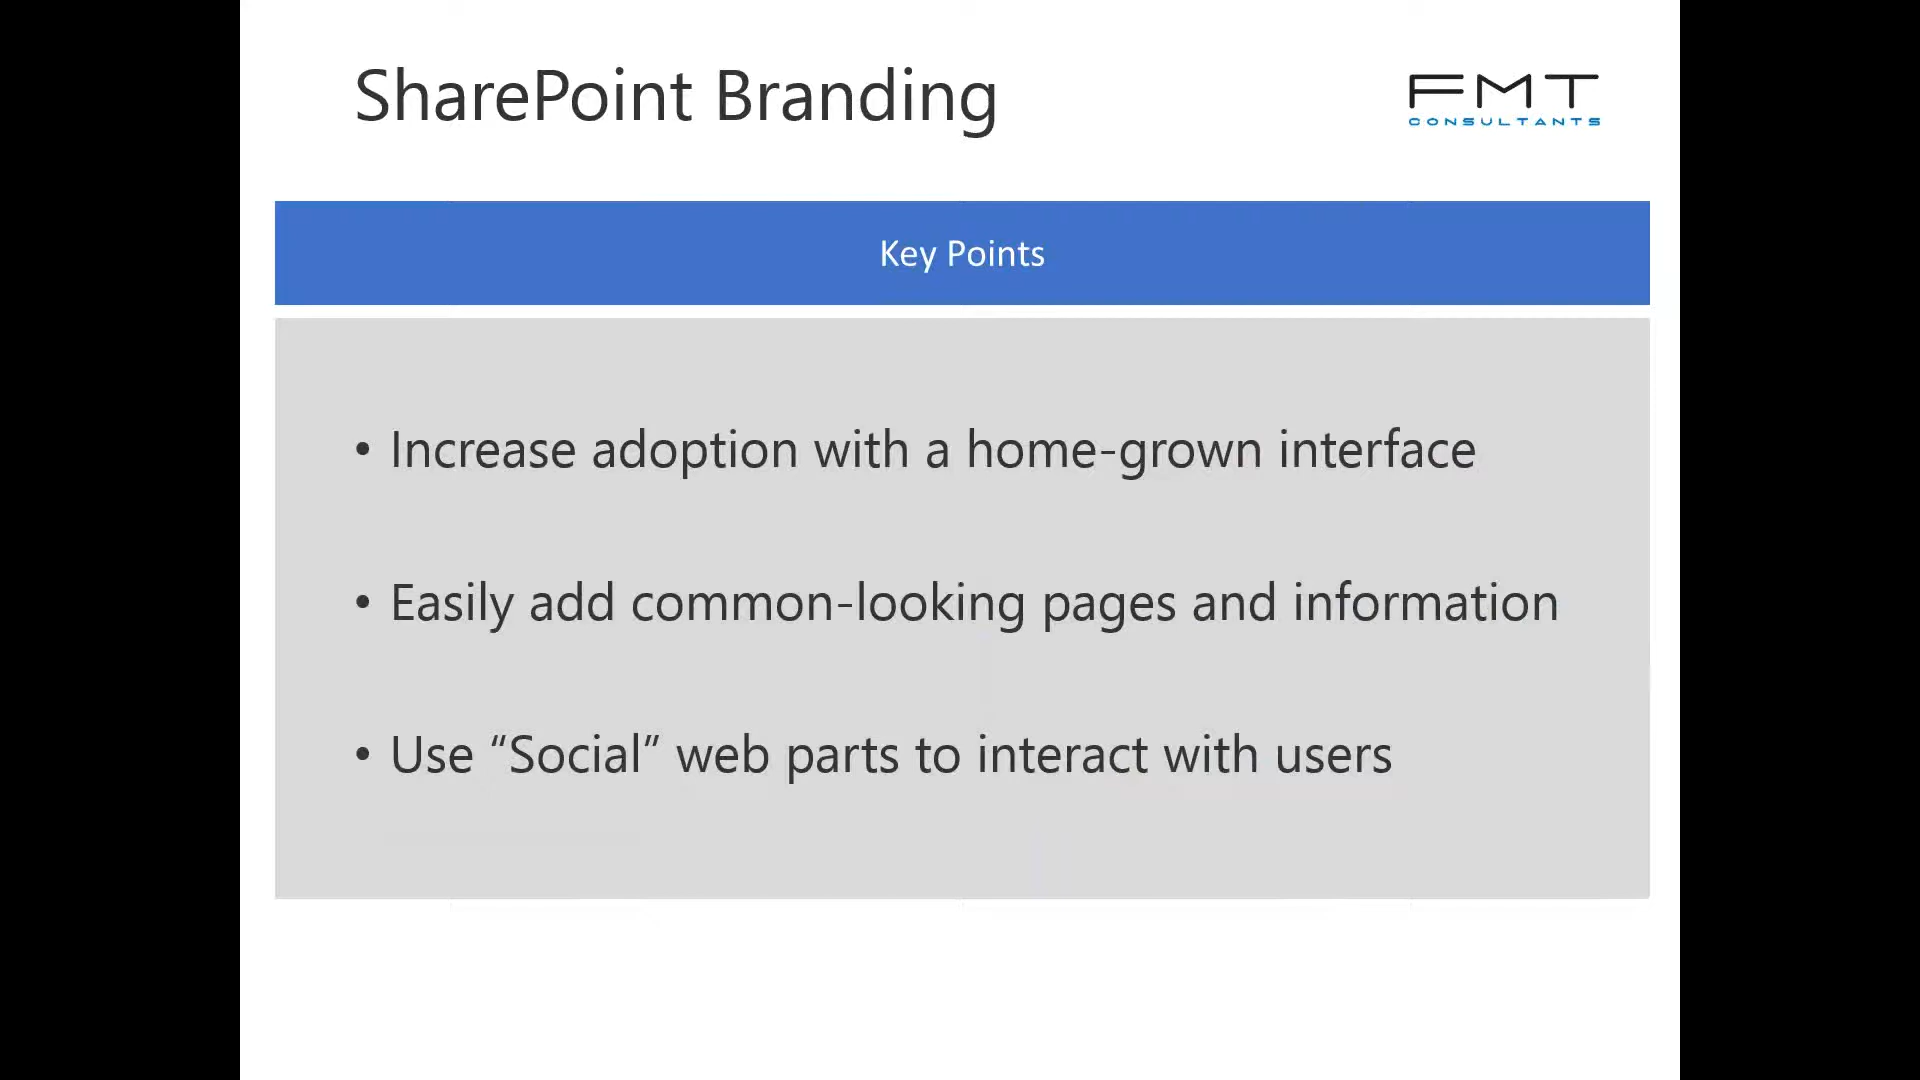 SharePoint Branding
FMT
CONSULTANTS
Key Points
• Increase adoption with a home-grown interface
• Easily add common-looking pages and information
• Use “Social” web parts to interact with users